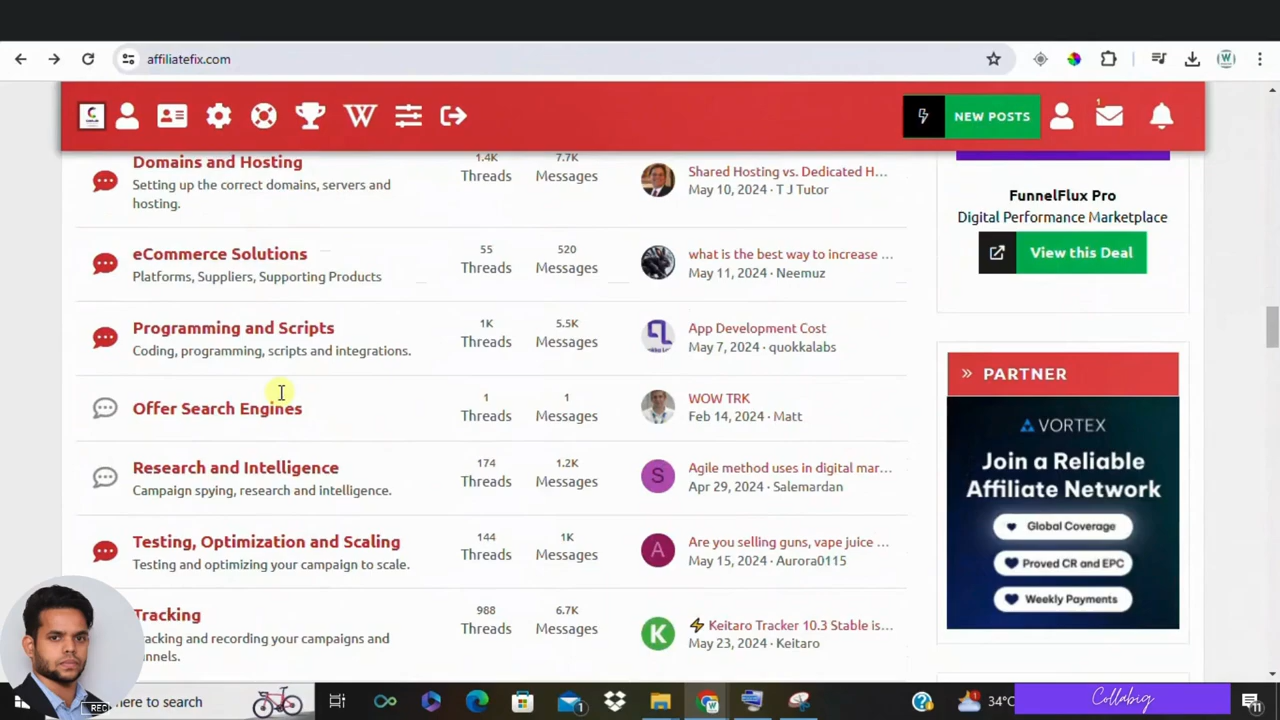 affiliatefix.com
W
NEW POSTS
1
Domains and Hosting
Setting up the correct domains, servers and
hosting.
1.4K
Threads
7.7K
Messages
Shared Hosting vs. Dedicated H...
May 10, 2024 · T J Tutor
eCommerce Solutions
Platforms, Suppliers, Supporting Products
55
Threads
520
Messages
what is the best way to increase ...
May 11, 2024 · Neemuz
Programming and Scripts
Coding, programming, scripts and integrations.
1K
Threads
5.5K
Messages
App Development Cost
May 7, 2024 · quokkalabs
Offer Search Engines
1
Threads
1
Messages
WOW TRK
Feb 14, 2024 · Matt
Research and Intelligence
Campaign spying, research and intelligence.
174
Threads
1.2K
Messages
S
Agile method uses in digital mar...
Apr 29, 2024 · Salemardan
Testing, Optimization and Scaling
Testing and optimizing your campaign to scale.
144
Threads
1K
Messages
A
Are you selling guns, vape juice ...
May 15, 2024 · Aurora0115
Tracking
racking and recording your campaigns and
nnels.
988
Threads
6.7K
Messages
K
⚡ Keitaro Tracker 10.3 Stable is...
May 23, 2024 · Keitaro
FunnelFlux Pro
Digital Performance Marketplace
View this Deal
» PARTNER
VORTEX
Join a Reliable
Affiliate Network
Global Coverage
Proved CR and EPC
Weekly Payments
REC
here to search
1
34°C
Collabig
11